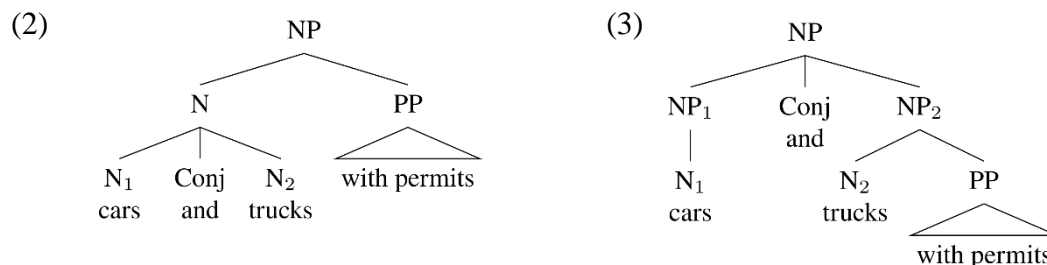 (2) NP (3) NP
N PP NP₁ Conj NP₂
and
N₁ Conj N₂ with permits N₁ N₂ PP
cars and trucks cars trucks
with permits